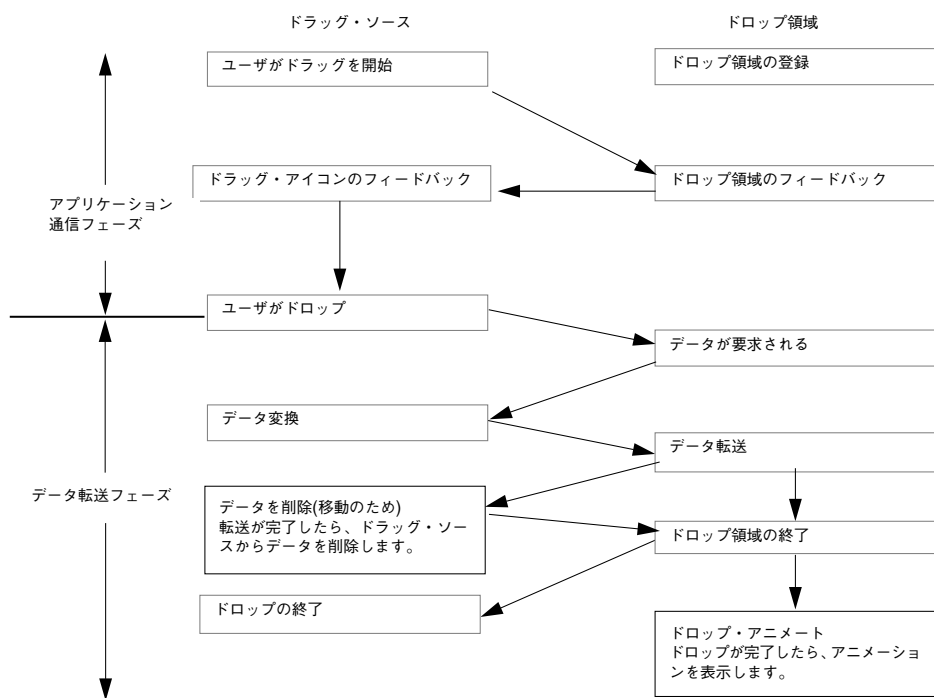 ドラッグ・ソース
ドロップ領域
ユーザがドラッグを開始
ドロップ領域の登録
ドラッグ・アイコンのフィードバック
ドロップ領域のフィードバック
アプリケーション
通信フェーズ
ユーザがドロップ
データが要求される
データ変換
データ転送
データ転送フェーズ
データを削除(移動のため)
転送が完了したら、ドラッグ・ソー
スからデータを削除します。
ドロップ領域の終了
ドロップの終了
ドロップ・アニメート
ドロップが完了したら、アニメーション
を表示します。